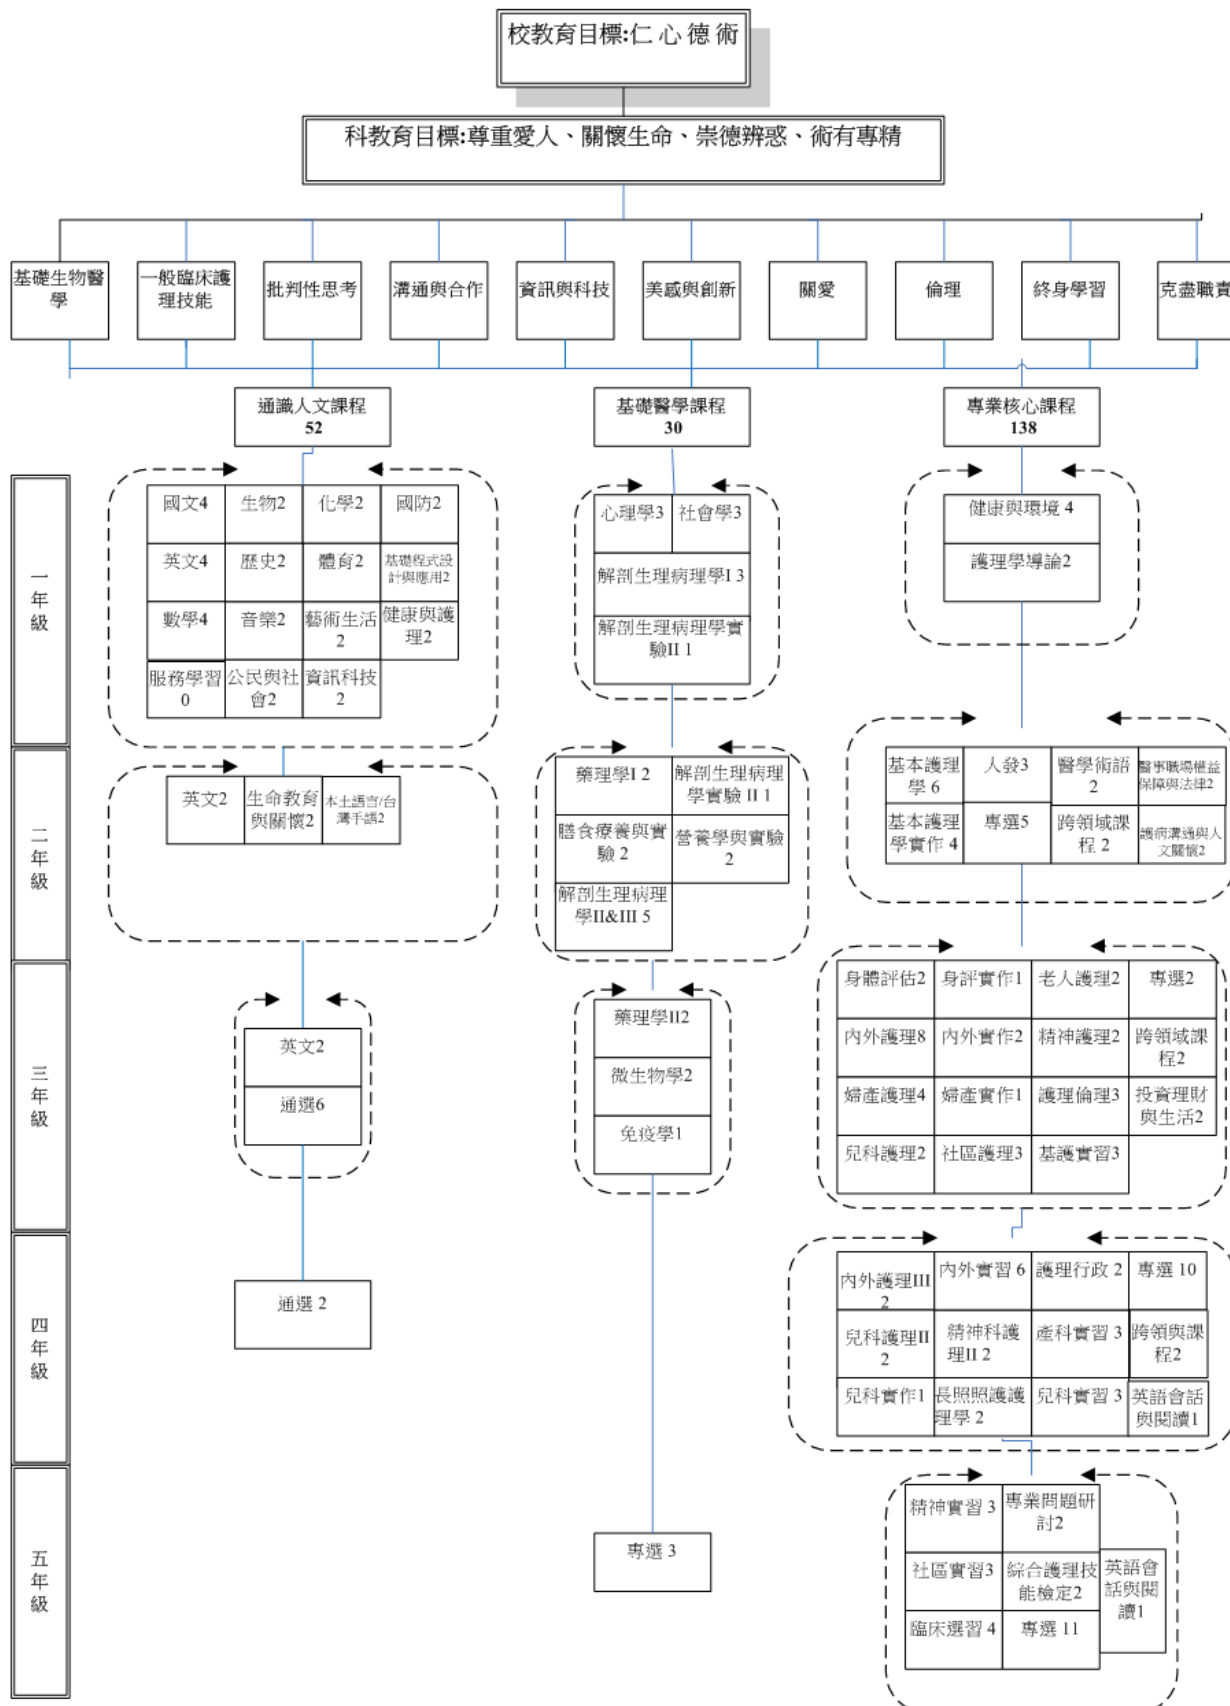 校教育目標:仁 心 德 術
科教育目標:尊重愛人、關懷生命、崇德辨惑、術有專精
基礎生物醫
學
一般臨床護
理技能
批判性思考
溝通與合作
資訊與科技
美感與創新
關愛
倫理
終身學習
克盡職責
通識人文課程
52
基礎醫學課程
30
專業核心課程
138
一年級
國文4
生物2
化學2
國防2
英文4
歷史2
體育2
基礎程式設
計與應用2
數學4
音樂2
藝術生活
2
健康與護
理2
服務學習
0
公民與社
會2
資訊科技
2
心理學3
社會學3
解剖生理病理學I 3
解剖生理病理學實
驗II 1
健康與環境 4
護理學導論2
二年級
英文2
生命教育
與關懷2
本土語言/台
灣手語2
藥理學I 2
解剖生理病理
學實驗 II 1
膳食療養與實
驗 2
營養學與實驗
2
解剖生理病理
學II&III 5
基本護理
學 6
人發3
醫學術語
2
醫事職場權益
保障與法律2
基本護理
學實作 4
專選5
跨領域課
程 2
護病溝通與人
文關懷2
三年級
英文2
通選6
藥理學II2
微生物學2
免疫學1
身體評估2
身評實作1
老人護理2
專選2
內外護理8
內外實作2
精神護理2
跨領域課
程2
婦產護理4
婦產實作1
護理倫理3
投資理財
與生活2
兒科護理2
社區護理3
基護實習3
四年級
通選 2
內外護理III
2
內外實習 6
護理行政 2
專選 10
兒科護理II
2
精神科護
理II 2
產科實習 3
跨領與課
程2
兒科實作1
長照照護護
理學 2
兒科實習 3
英語會話
與閱讀1
五年級
專選 3
精神實習 3
專業問題研
討2
社區實習3
綜合護理技
能檢定2
英語會
話與閱
讀1
臨床選習 4
專選 11